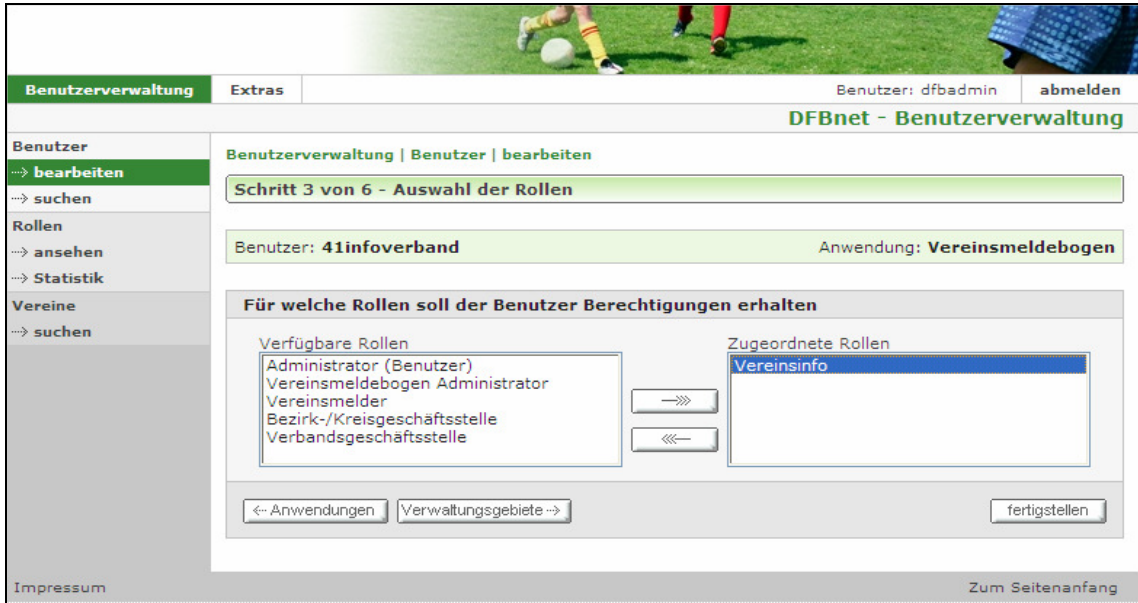 Benutzerverwaltung Extras Benutzer: dfbadmin abmelden
DFBnet - Benutzerverwaltung
Benutzer
bearbeiten
suchen
Rollen
ansehen
Statistik
Vereine
suchen
Benutzerverwaltung | Benutzer | bearbeiten
Schritt 3 von 6 - Auswahl der Rollen
Benutzer: 41infoverband Anwendung: Vereinsmeldebogen
Für welche Rollen soll der Benutzer Berechtigungen erhalten
Verfügbare Rollen
Administrator (Benutzer)
Vereinsmeldebogen Administrator
Vereinsmelder
Bezirk-/Kreisgeschäftsstelle
Verbandsgeschäftsstelle
Zugeordnete Rollen
Vereinsinfo
Anwendungen Verwaltungsgebiete fertigstellen
Impressum Zum Seitenanfang